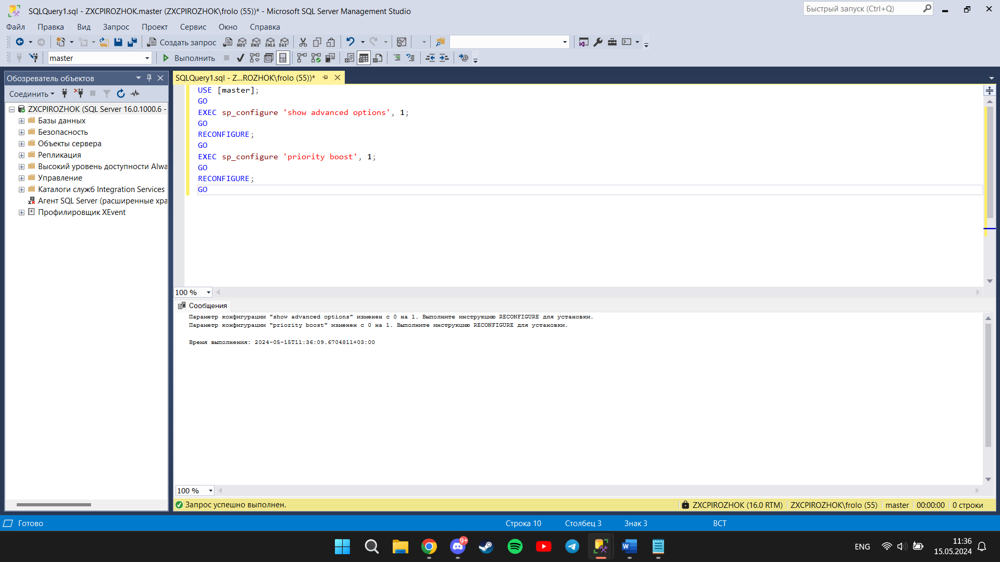 SQLQuery1.sql - ZXCPIROZHOK.master (ZXCPIROZHOK\frolo (55))* - Microsoft SQL Server Management Studio
Быстрый запуск (Ctrl+Q)
Файл Правка Вид Запрос Проект Сервис Окно Справка
Создать запрос MDX DMX XMLA DAX
master Выполнить
Обозреватель объектов
Соединить
ZXCPIROZHOK (SQL Server 16.0.1000.6 -
Базы данных
Безопасность
Объекты сервера
Репликация
Высокий уровень доступности Alwa
Управление
Каталоги служб Integration Services
Агент SQL Server (расширенные хра
Профилировщик XEvent
SQLQuery1.sql - Z...ROZHOK\frolo (55))*
USE [master];
GO
EXEC sp_configure 'show advanced options', 1;
GO
RECONFIGURE;
GO
EXEC sp_configure 'priority boost', 1;
GO
RECONFIGURE;
GO
100 %
Сообщения
Параметр конфигурации "show advanced options" изменен с 0 на 1. Выполните инструкцию RECONFIGURE для установки.
Параметр конфигурации "priority boost" изменен с 0 на 1. Выполните инструкцию RECONFIGURE для установки.
Время выполнения: 2024-05-15T11:36:09.6704811+03:00
100 %
Запрос успешно выполнен. ZXCPIROZHOK (16.0 RTM) ZXCPIROZHOK\frolo (55) master 00:00:00 0 строки
Готово Строка 10 Столбец 3 Знак 3 ВСТ
9+
ENG
11:36
15.05.2024